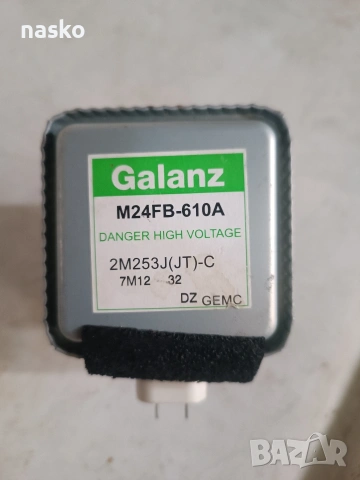 nasko
Galanz
M24FB-610A
DANGER HIGH VOLTAGE
2M253J(JT)-C
7M12 32
DZ GEMC
BAZAR